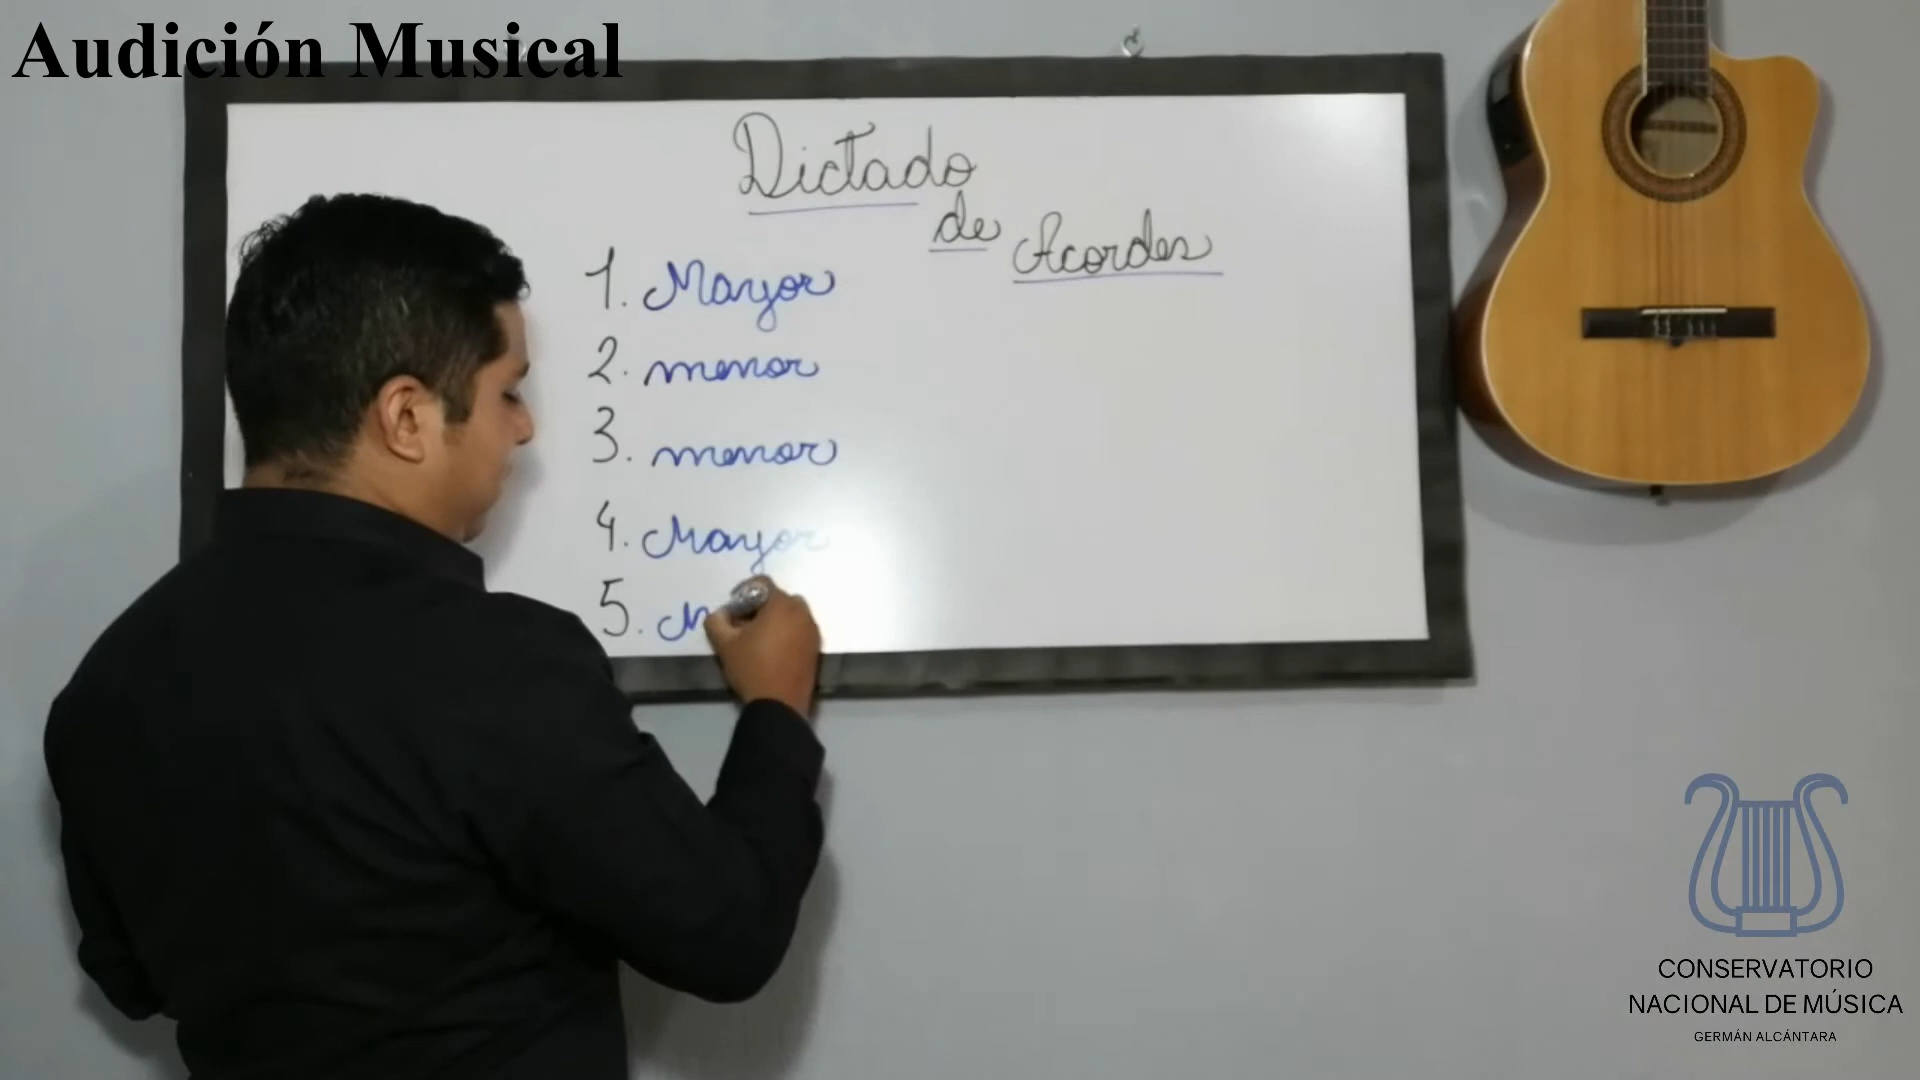 Audición Musical
Dictado
de Acordes
1. Mayor
2. menor
3. menor
4. Mayor
5. M
CONSERVATORIO
NACIONAL DE MÚSICA
GERMÁN ALCÁNTARA